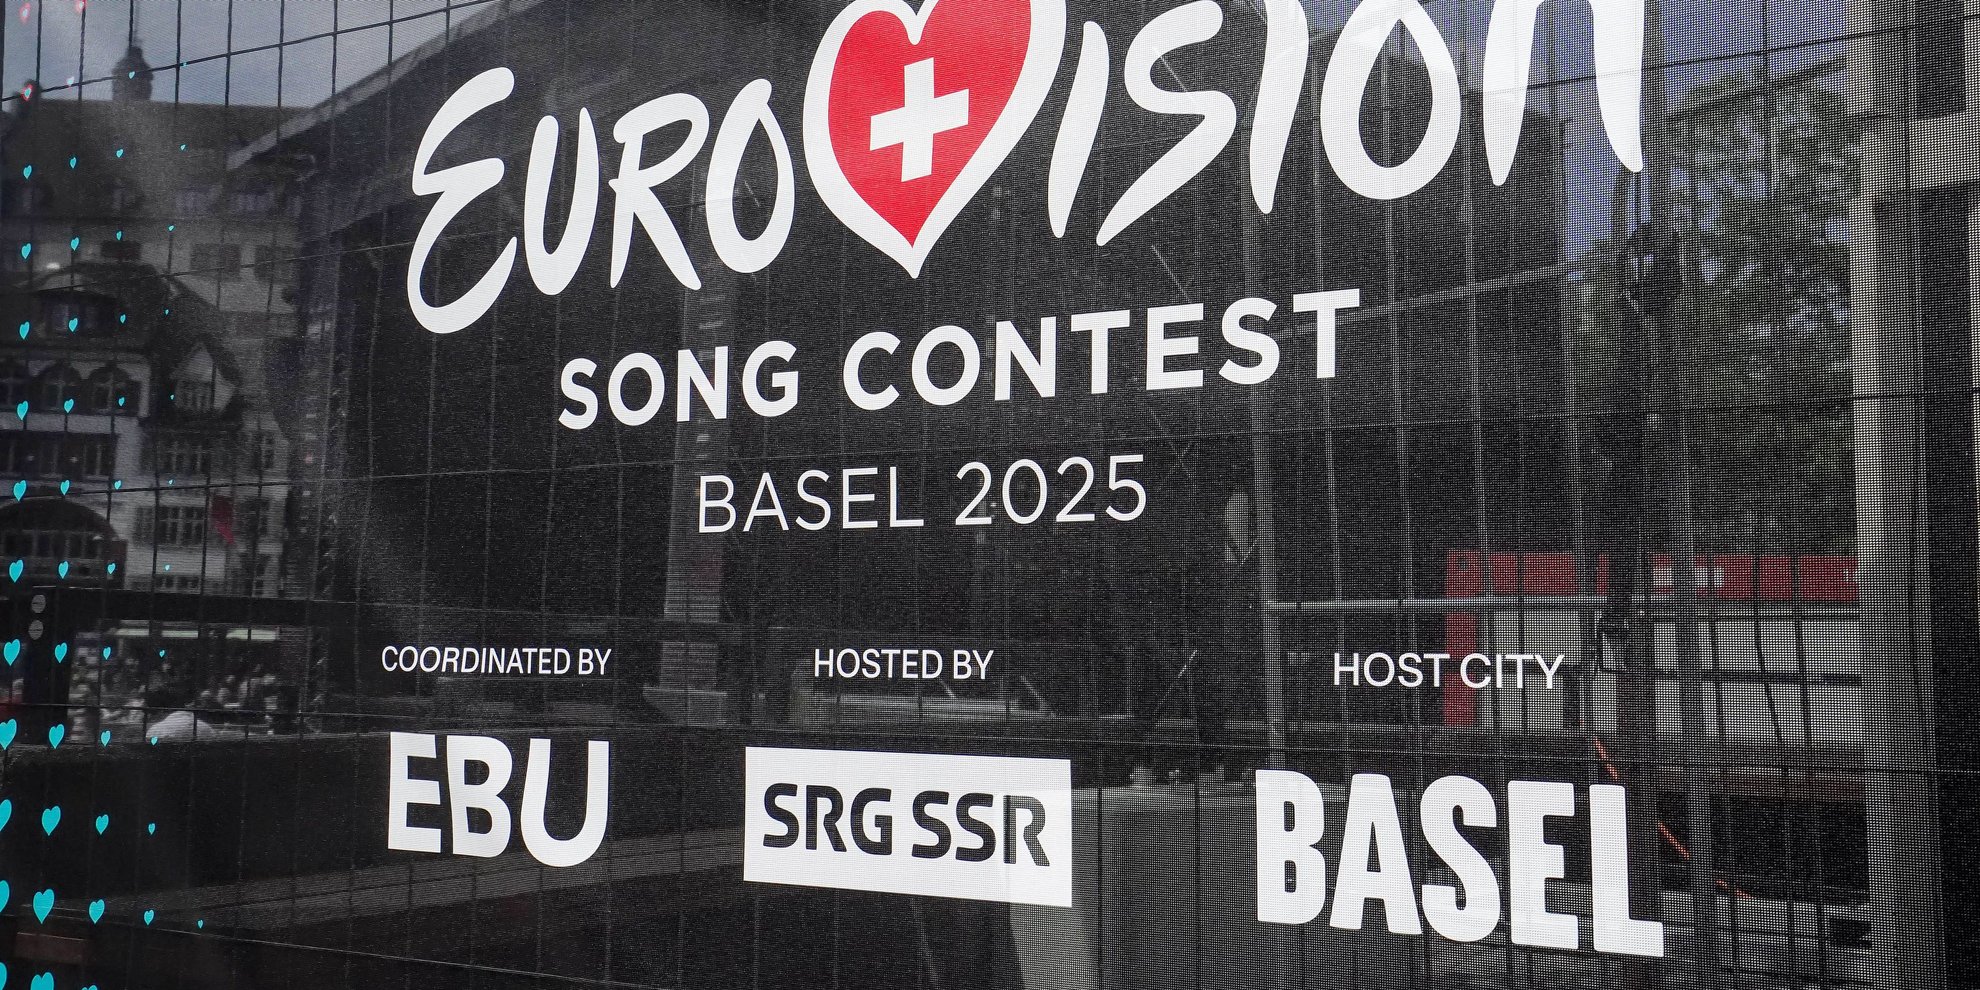 EUROVISION
SONG CONTEST
BASEL 2025
COORDINATED BY
EBU
HOSTED BY
SRG SSR
HOST CITY
BASEL